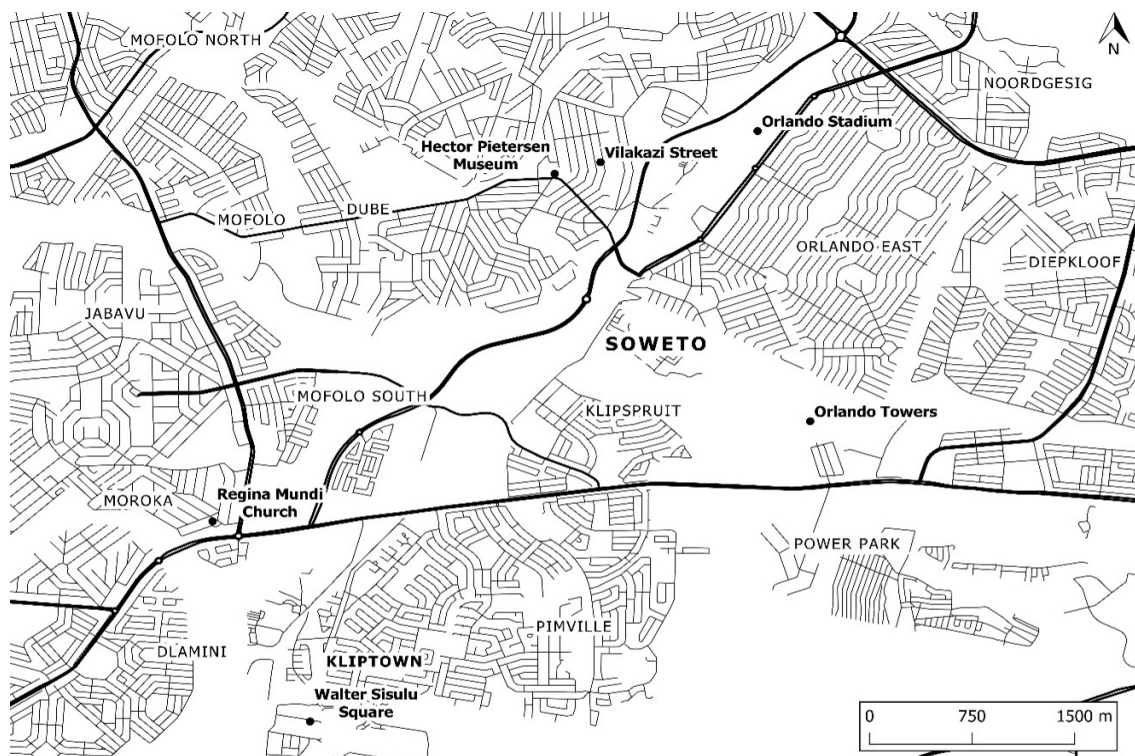 MOFOLO NORTH
N
NOORDGESIG
Orlando Stadium
Hector Pietersen
Museum
Vilakazi Street
MOFOLO
DUBE
ORLANDO EAST
DIEPKLOOF
JABAVU
SOWETO
MOFOLO SOUTH
KLIPSPRUIT
Orlando Towers
MOROKA
Regina Mundi
Church
POWER PARK
PIMVILLE
DLAMINI
KLIPTOWN
Walter Sisulu
Square
0 750 1500 m